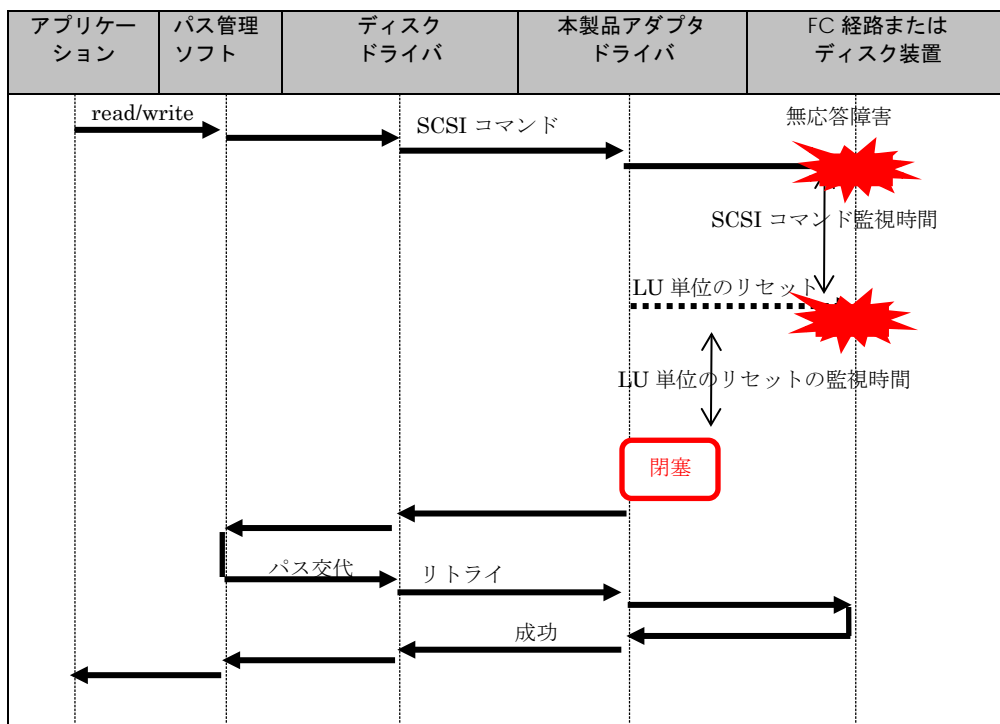 アプリケー
ション
パス管理
ソフト
ディスク
ドライバ
本製品アダプタ
ドライバ
FC 経路または
ディスク装置
read/write
SCSI コマンド
無応答障害
SCSI コマンド監視時間
LU 単位のリセット
LU 単位のリセットの監視時間
閉塞
パス交代
リトライ
成功